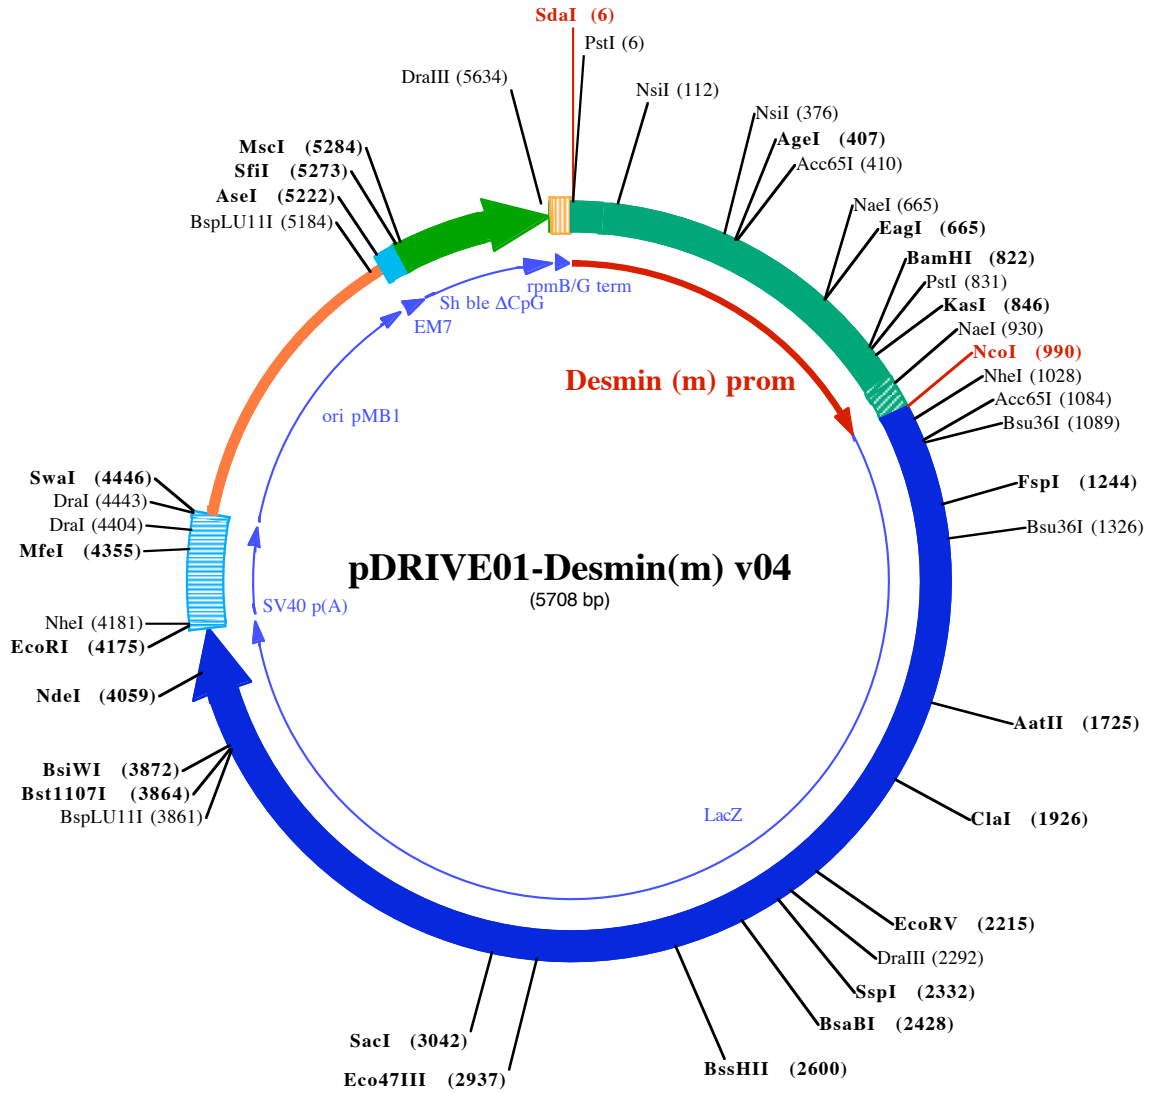 SdaI (6)
PstI (6)
DraIII (5634)
NsiI (112)
NsiI (376)
AgeI (407)
Acc65I (410)
MscI (5284)
SfiI (5273)
AseI (5222)
BspLU11I (5184)
NaeI (665)
EagI (665)
BamHI (822)
PstI (831)
KasI (846)
NaeI (930)
NcoI (990)
NheI (1028)
Acc65I (1084)
Bsu36I (1089)
rpmB/G term
Sh ble ΔCpG
EM7
Desmin (m) prom
ori pMB1
SwaI (4446)
DraI (4443)
DraI (4404)
MfeI (4355)
FspI (1244)
Bsu36I (1326)
pDRIVE01-Desmin(m) v04
(5708 bp)
SV40 p(A)
NheI (4181)
EcoRI (4175)
NdeI (4059)
AatII (1725)
BsiWI (3872)
Bst1107I (3864)
BspLU11I (3861)
LacZ
ClaI (1926)
EcoRV (2215)
DraIII (2292)
SspI (2332)
BsaBI (2428)
BssHII (2600)
SacI (3042)
Eco47III (2937)